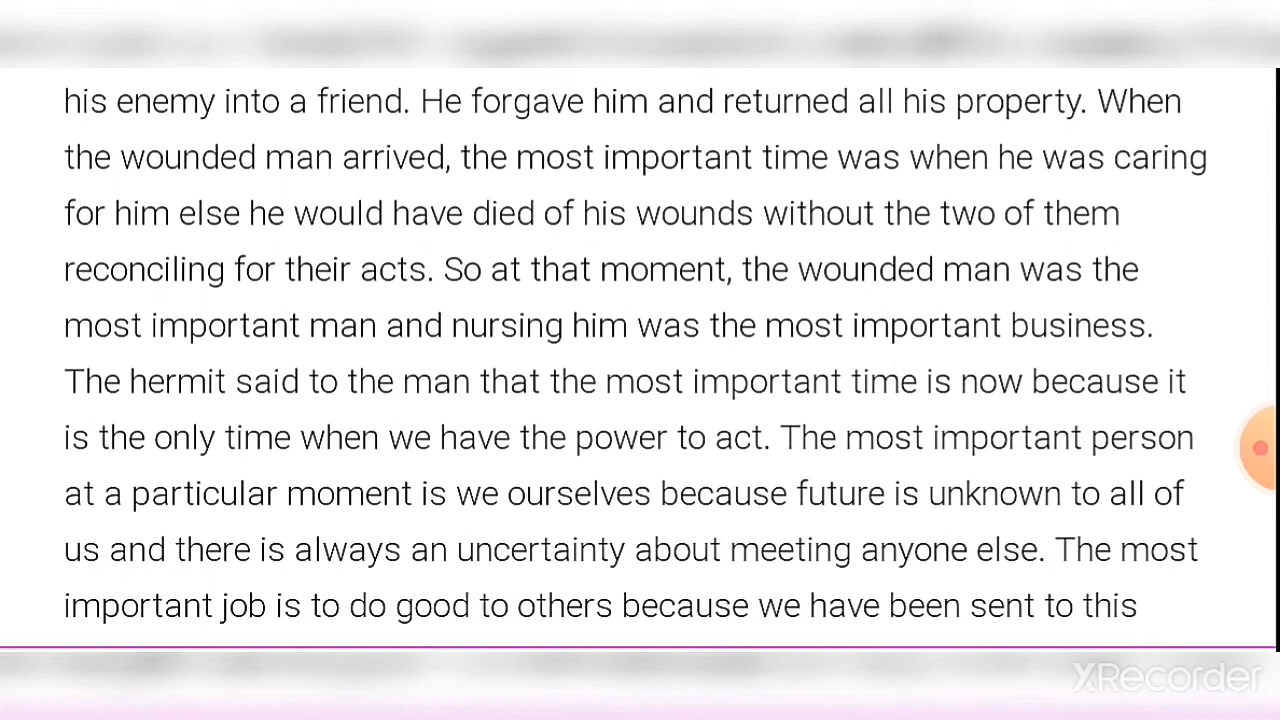 his enemy into a friend. He forgave him and returned all his property. When
the wounded man arrived, the most important time was when he was caring
for him else he would have died of his wounds without the two of them
reconciling for their acts. So at that moment, the wounded man was the
most important man and nursing him was the most important business.
The hermit said to the man that the most important time is now because it
is the only time when we have the power to act. The most important person
at a particular moment is we ourselves because future is unknown to all of
us and there is always an uncertainty about meeting anyone else. The most
important job is to do good to others because we have been sent to this
XRecorder